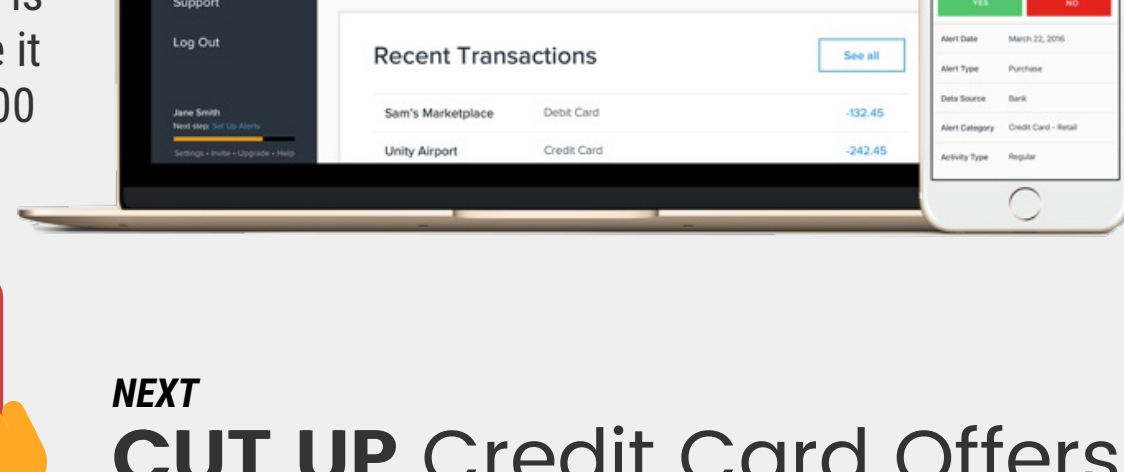 is
Support
e it
Log Out
00
Jane Smith
Next step: Set Up Alerts
Settings • Invite • Upgrade • Help
Recent Transactions
See all
Sam's Marketplace Debit Card -132.45
Unity Airport Credit Card -242.45
YES NO
Alert Date March 22, 2016
Alert Type Purchase
Data Source Bank
Alert Category Credit Card - Retail
Activity Type Regular
NEXT
CUT UP Credit Card Offers